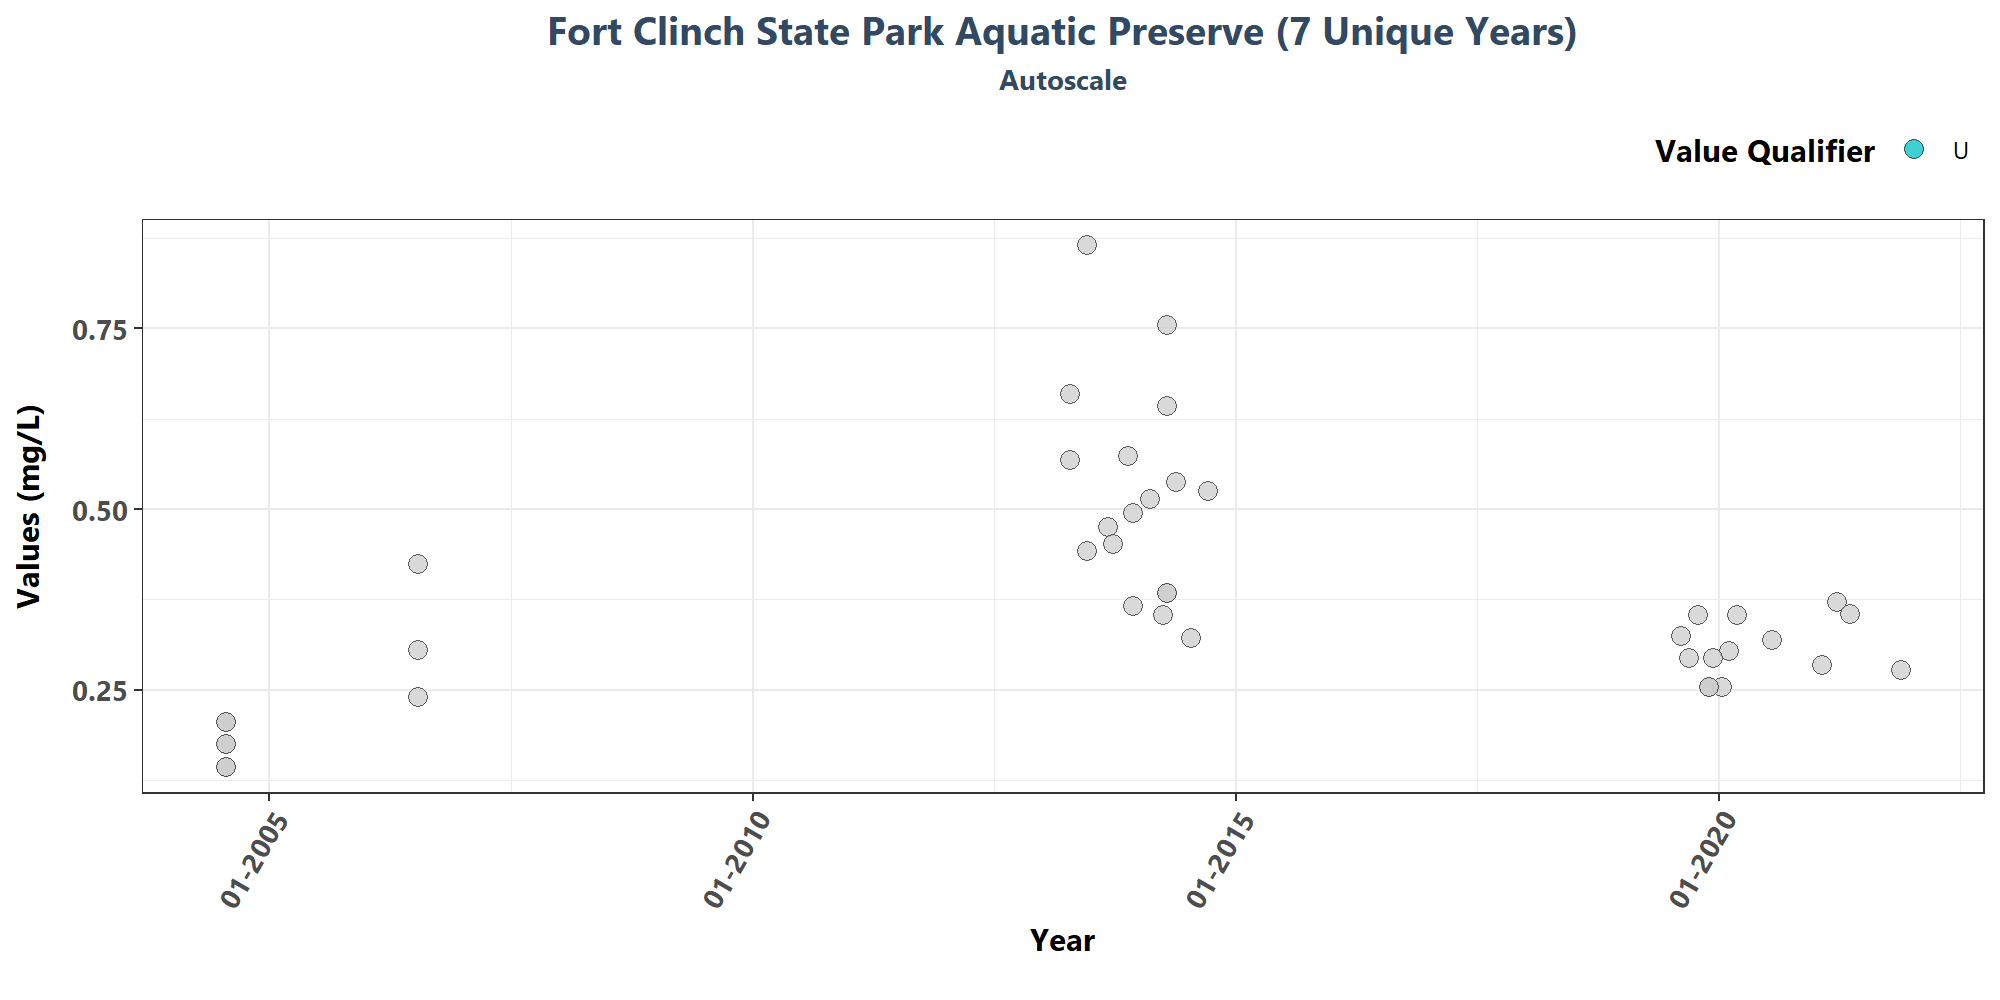 Fort Clinch State Park Aquatic Preserve (7 Unique Years)
Autoscale
Value Qualifier U
Values (mg/L)
0.75
0.50
0.25
01-2005
01-2010
01-2015
01-2020
Year